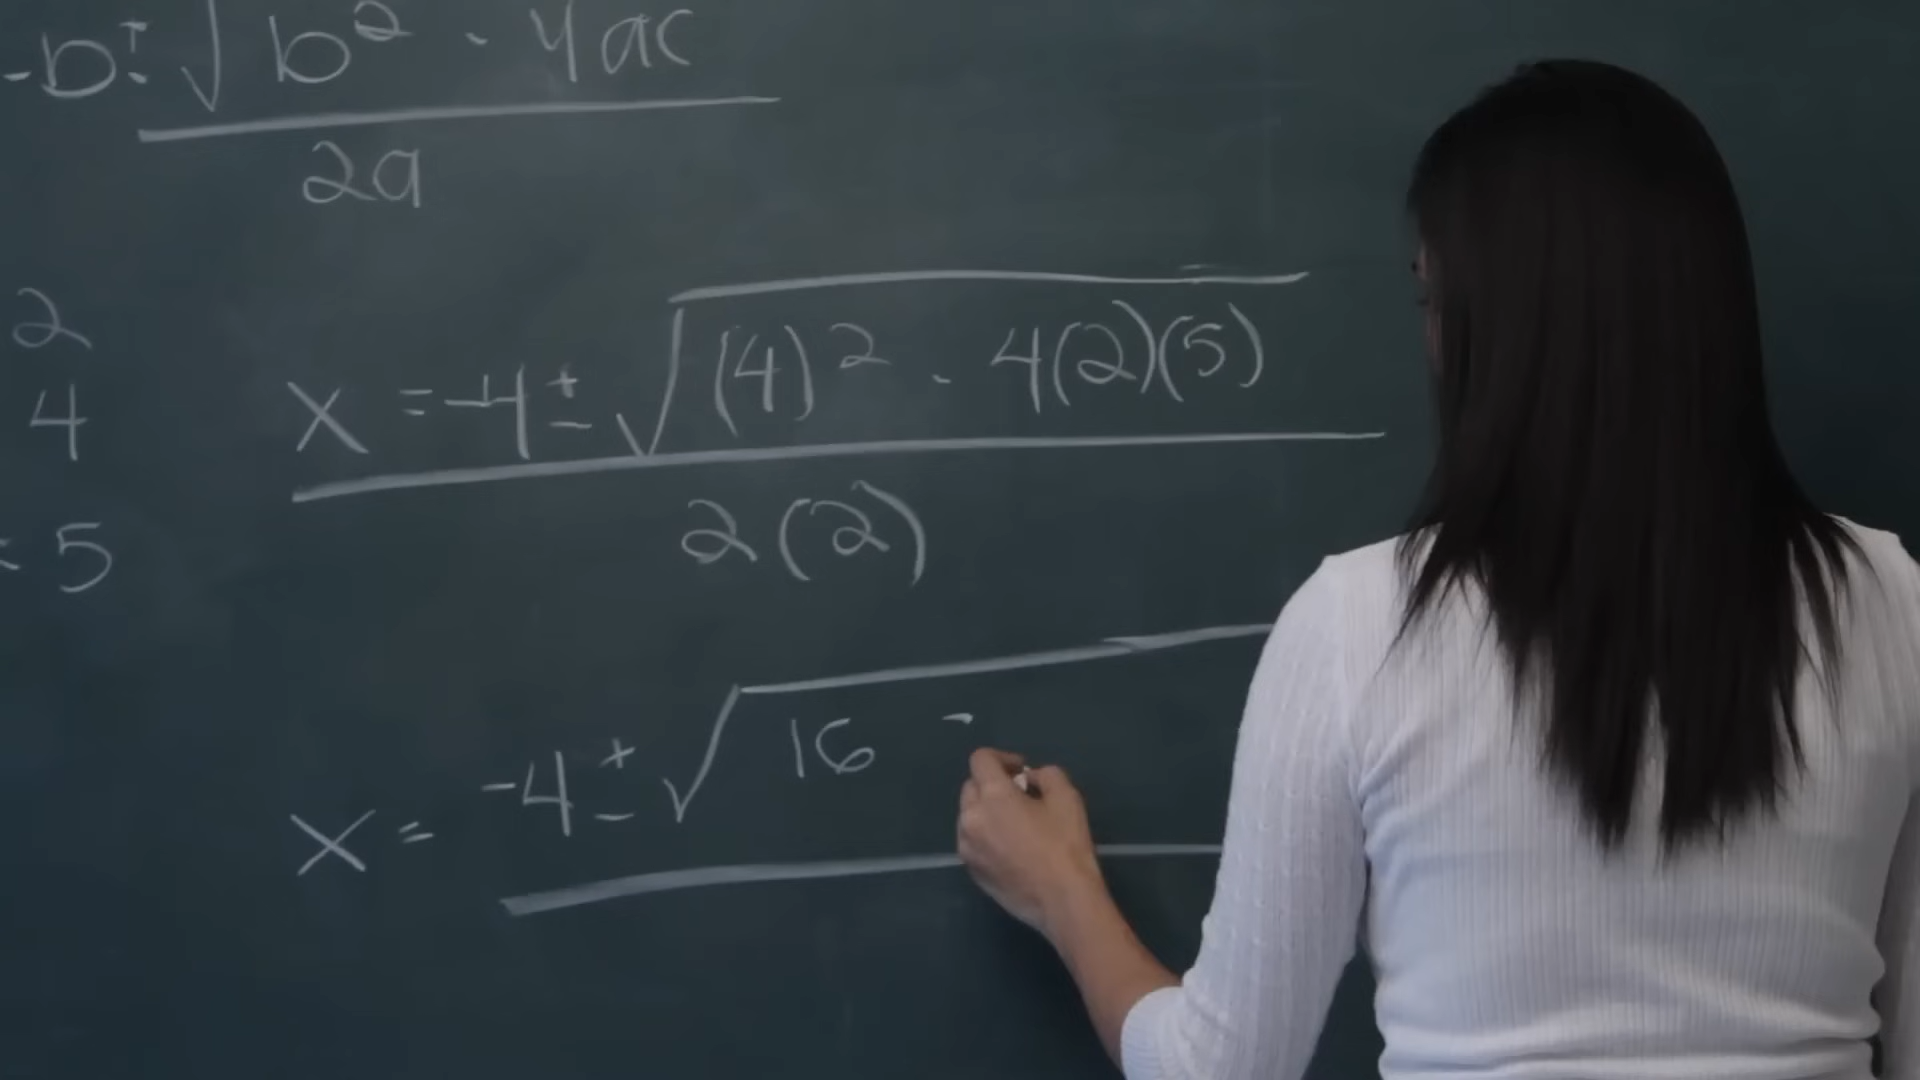 -b ± √ b² - 4ac
2a
2
4
= 5
x = -4 ± √ (4)² - 4(2)(5)
2(2)
x = -4 ± √ 16 -